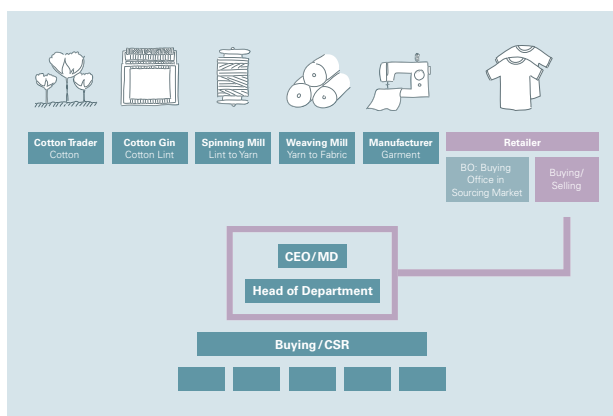 Cotton Trader
Cotton
Cotton Gin
Cotton Lint
Spinning Mill
Lint to Yarn
Weaving Mill
Yarn to Fabric
Manufacturer
Garment
Retailer
BO: Buying
Office in
Sourcing Market
Buying/
Selling
CEO/MD
Head of Department
Buying/CSR